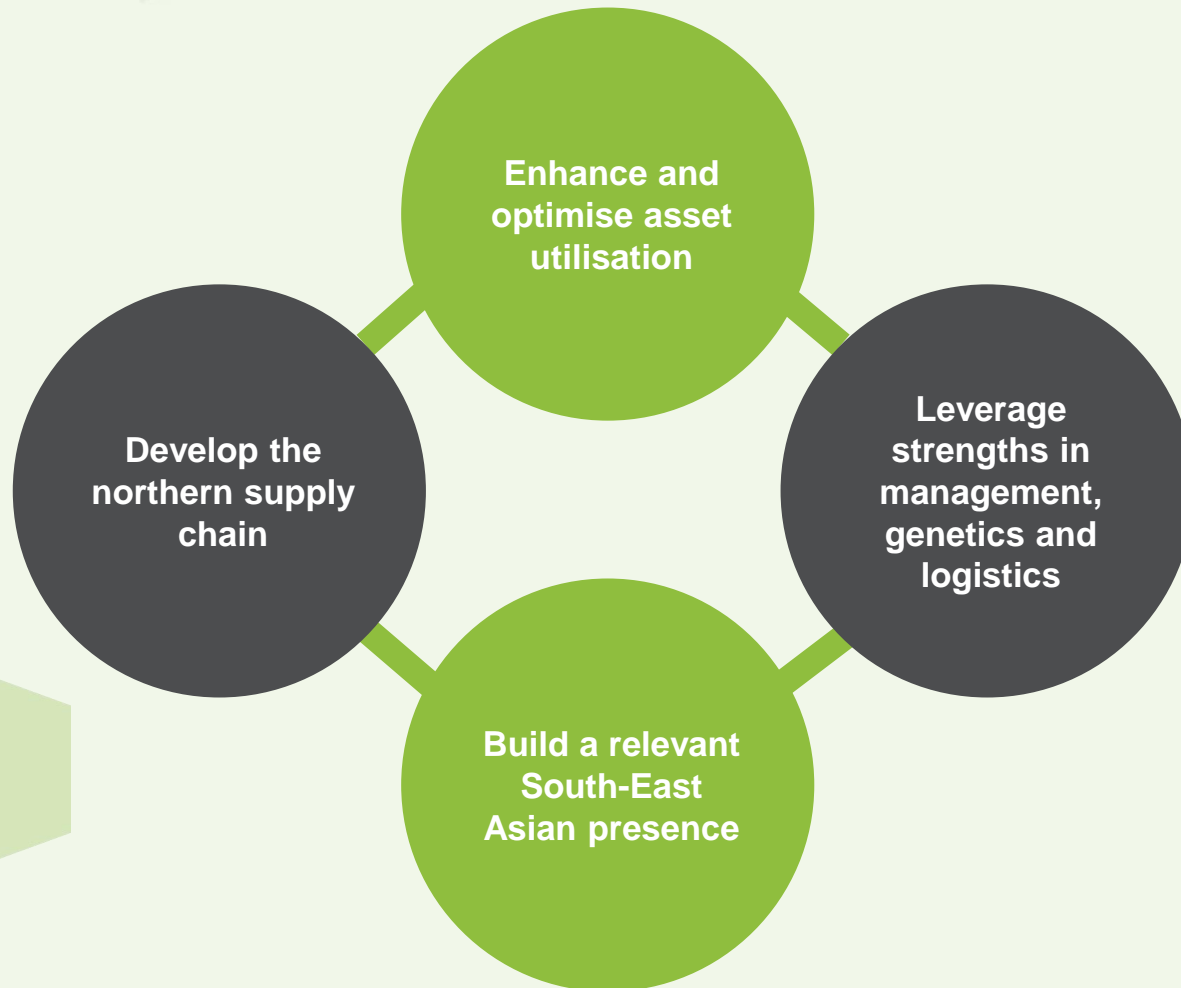 Enhance and
optimise asset
utilisation
Develop the
northern supply
chain
Leverage
strengths in
management,
genetics and
logistics
Build a relevant
South-East
Asian presence